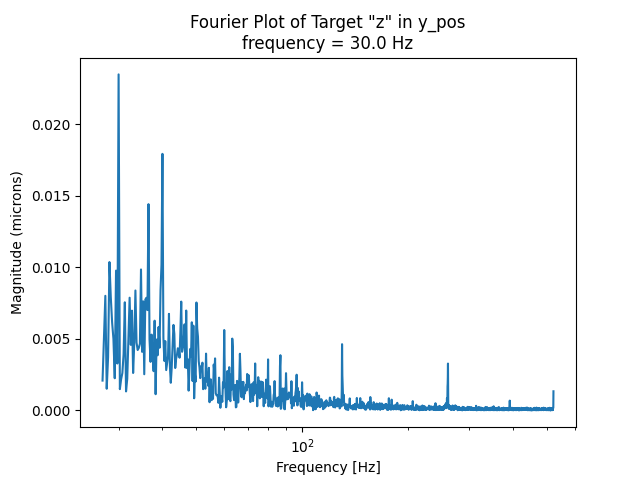 Fourier Plot of Target "z" in y_pos
frequency = 30.0 Hz
Magnitude (microns)
0.020
0.015
0.010
0.005
0.000
10²
Frequency [Hz]